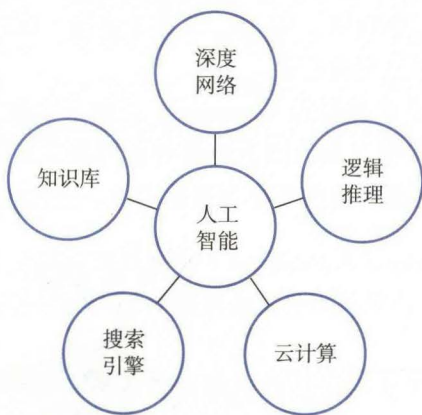 深度
网络
知识库
逻辑
推理
人工
智能
搜索
引擎
云计算